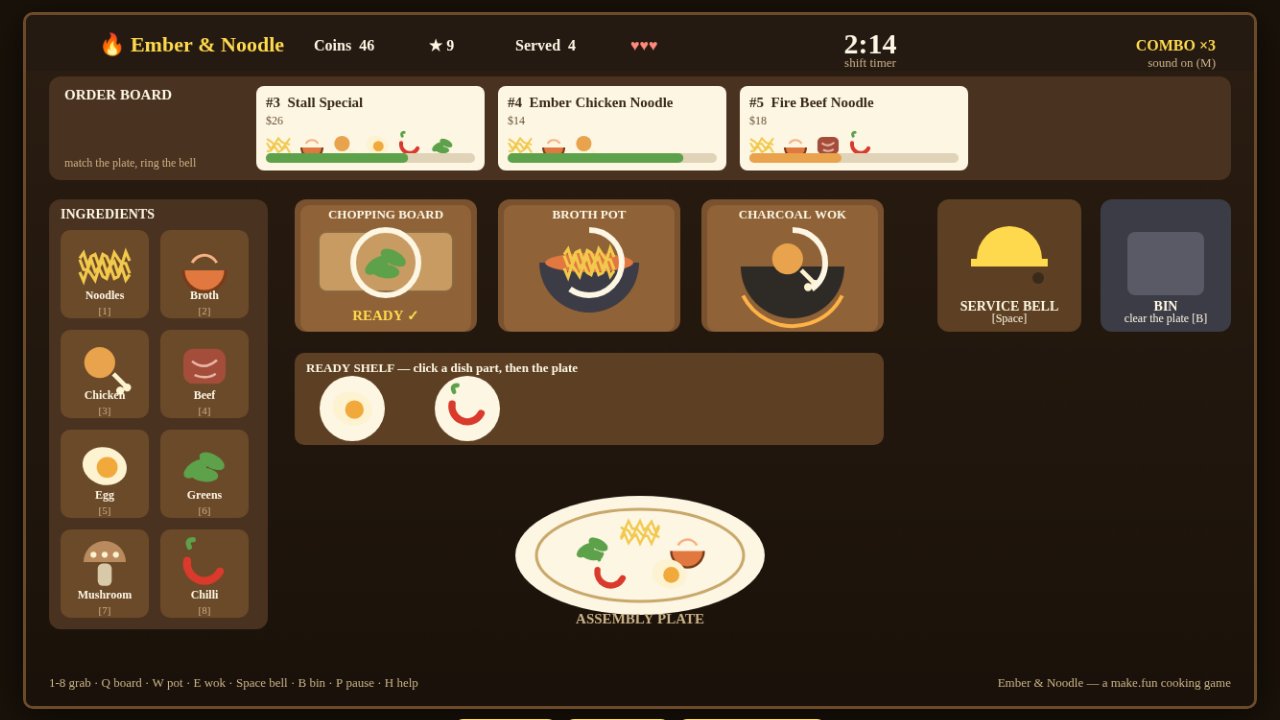 🔥 Ember & Noodle
Coins 46
★ 9
Served 4
♥♥♥
2:14
shift timer
COMBO ×3
sound on (M)
ORDER BOARD
match the plate, ring the bell
#3 Stall Special
$26
#4 Ember Chicken Noodle
$14
#5 Fire Beef Noodle
$18
INGREDIENTS
Noodles
[1]
Broth
[2]
Chicken
[3]
Beef
[4]
Egg
[5]
Greens
[6]
Mushroom
[7]
Chilli
[8]
CHOPPING BOARD
READY ✓
BROTH POT
CHARCOAL WOK
SERVICE BELL
[Space]
BIN
clear the plate [B]
READY SHELF — click a dish part, then the plate
ASSEMBLY PLATE
1-8 grab · Q board · W pot · E wok · Space bell · B bin · P pause · H help
Ember & Noodle — a make.fun cooking game